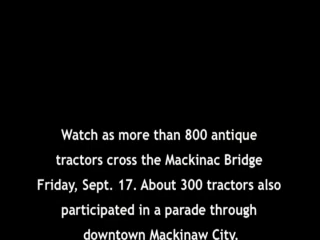 Watch as more than 800 antique
tractors cross the Mackinac Bridge
Friday, Sept. 17. About 300 tractors also
participated in a parade through
downtown Mackinaw City.